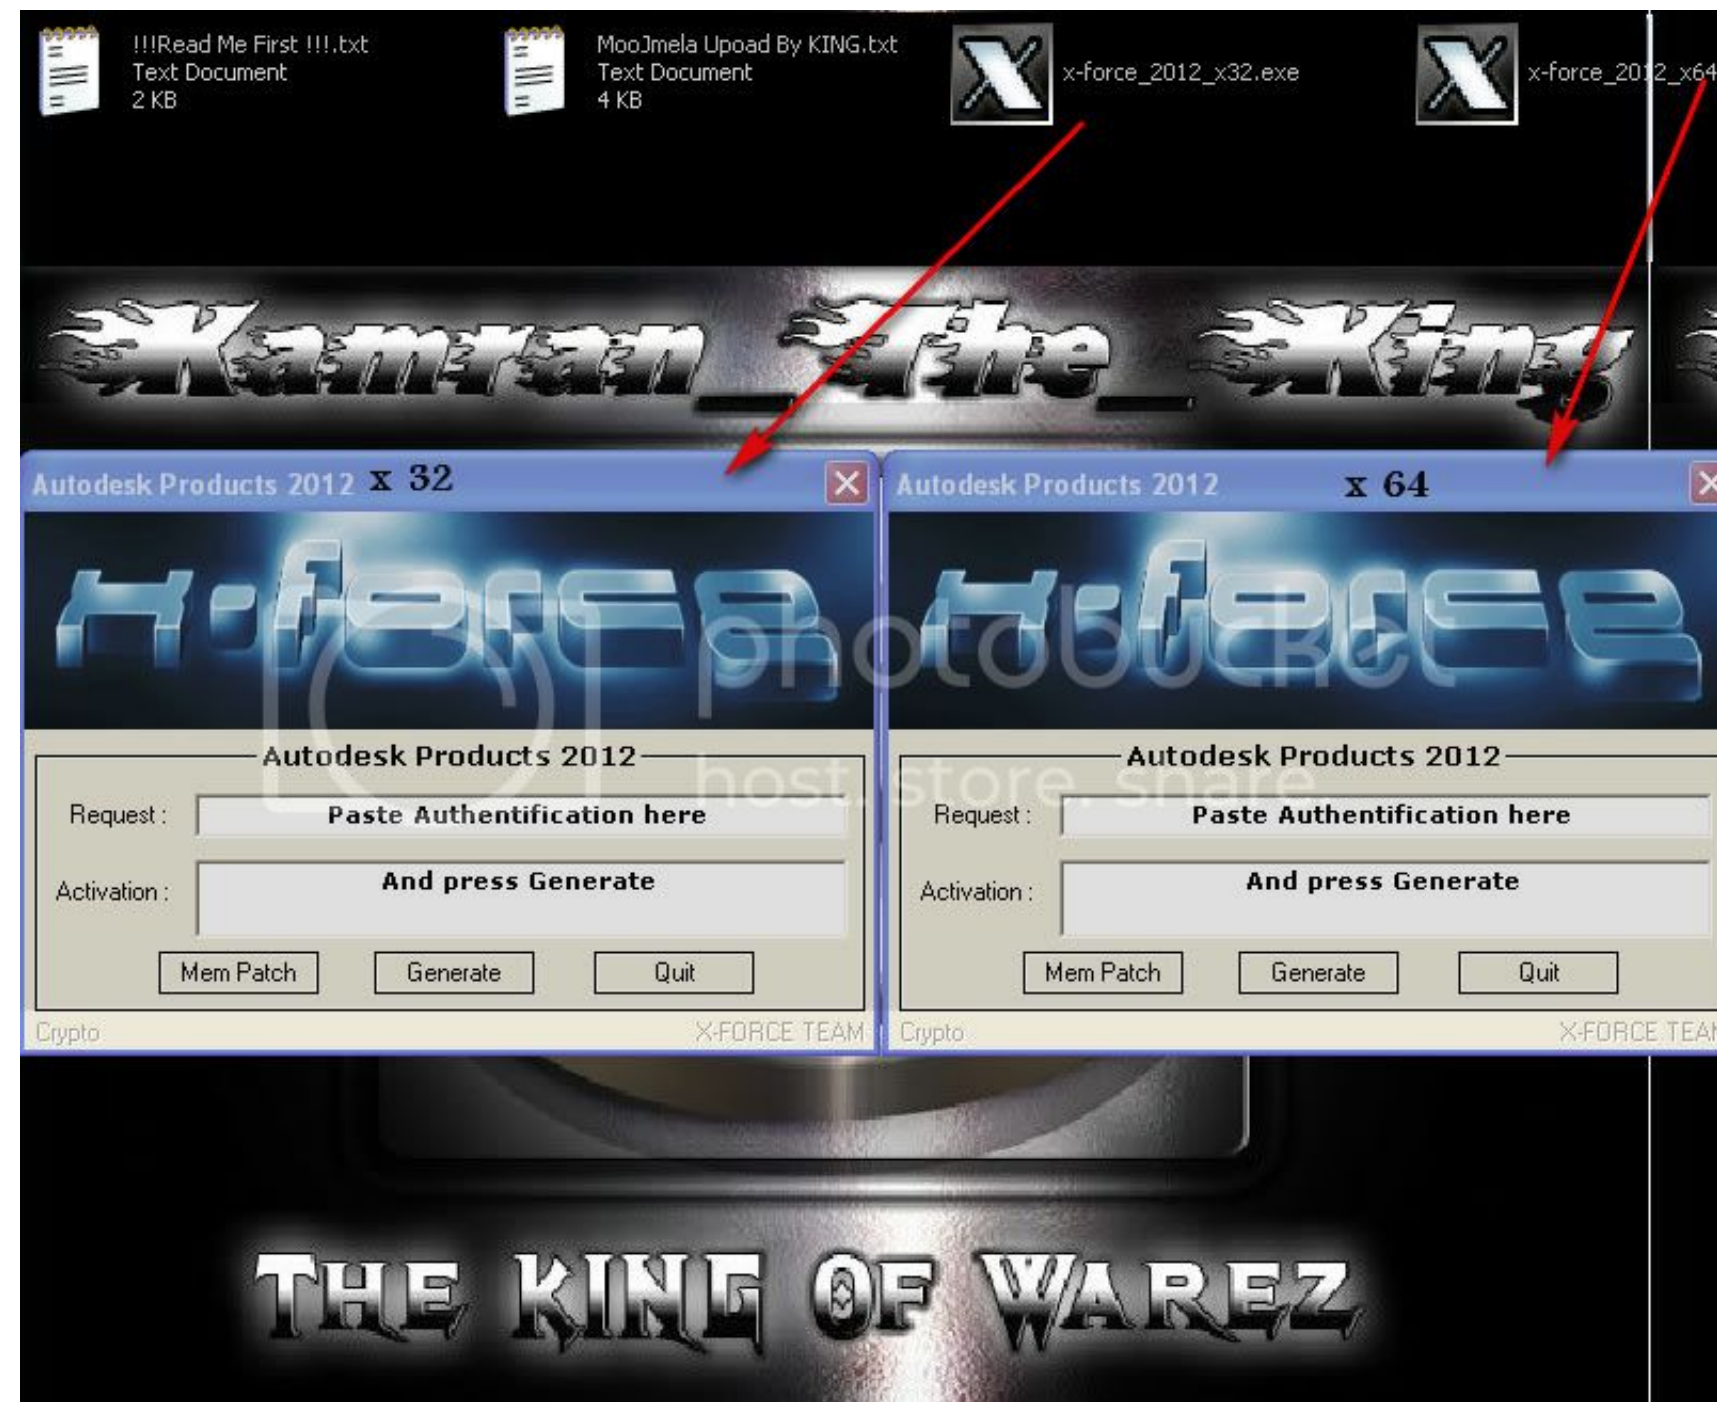 !!!Read Me First !!!.txt
Text Document
2 KB
MooJmela Upoad By KING.txt
Text Document
4 KB
x-force_2012_x32.exe
x-force_2012_x64
Kamran_The_King
Autodesk Products 2012 x 32
x-force
Autodesk Products 2012
Request :
Paste Authentification here
Activation :
And press Generate
Mem Patch
Generate
Quit
Crypto
X-FORCE TEAM
Autodesk Products 2012 x 64
x-force
Autodesk Products 2012
Request :
Paste Authentification here
Activation :
And press Generate
Mem Patch
Generate
Quit
Crypto
X-FORCE TEA
photobucket
host. store. share
THE KING OF WAREZ